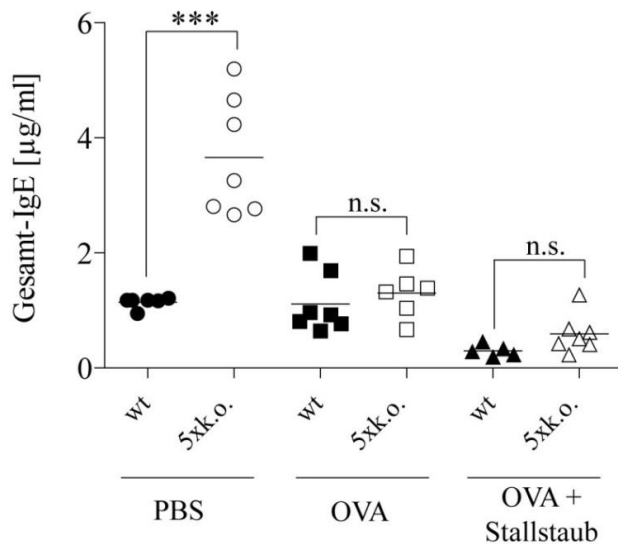 Gesamt-IgE [µg/ml]
6
4
2
0
***
n.s.
n.s.
wt
5xk.o.
wt
5xk.o.
wt
5xk.o.
PBS
OVA
OVA +
Stallstaub